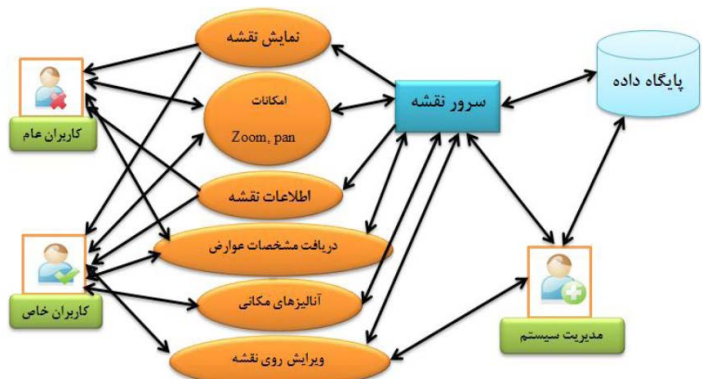 نمایش نقشه
امکانات
Zoom, pan
اطلاعات نقشه
دریافت مشخصات عوارض
آنالیزهای مکانی
ویرایش روی نقشه
کاربران عام
کاربران خاص
سرور نقشه
پایگاه داده
مدیریت سیستم